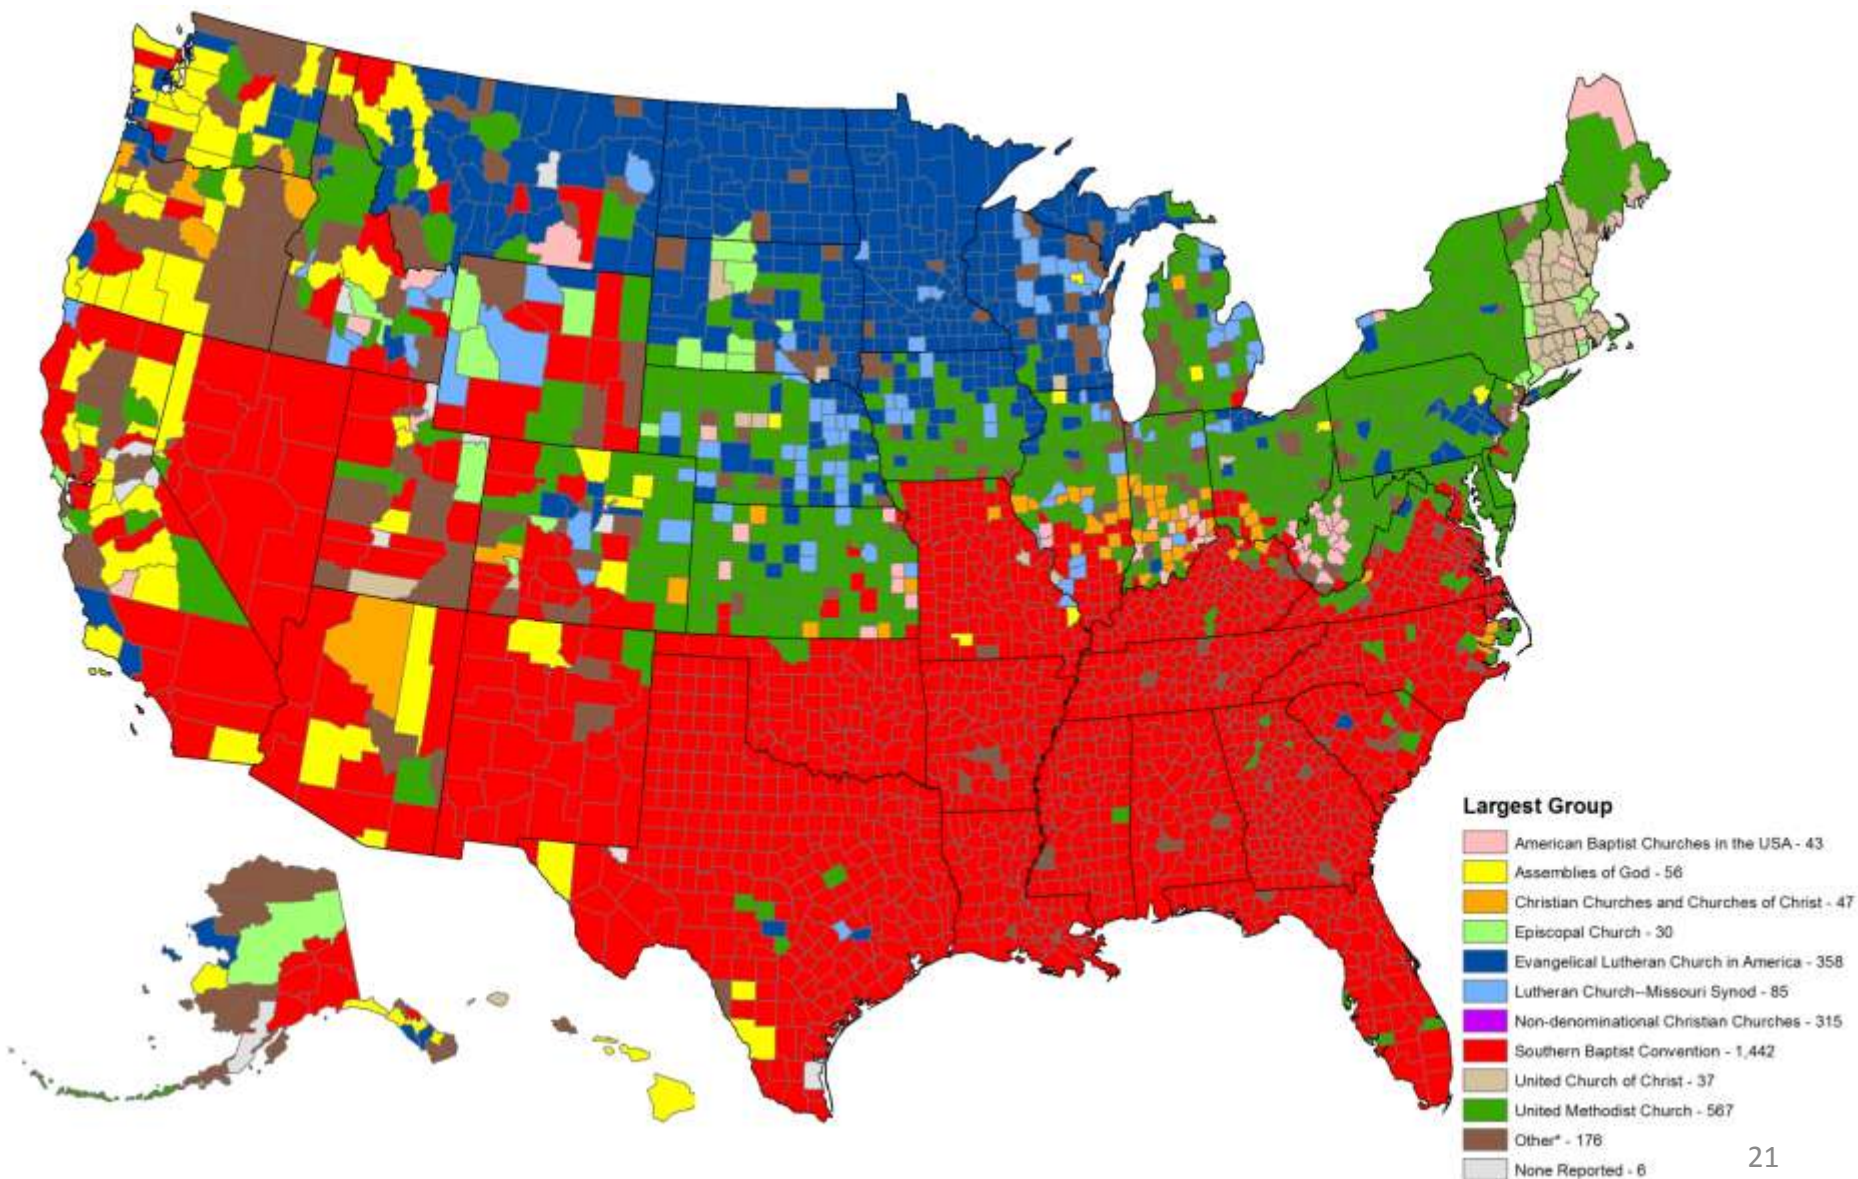 Largest Group
American Baptist Churches in the USA - 43
Assemblies of God - 56
Christian Churches and Churches of Christ - 47
Episcopal Church - 30
Evangelical Lutheran Church in America - 358
Lutheran Church--Missouri Synod - 85
Non-denominational Christian Churches - 315
Southern Baptist Convention - 1,442
United Church of Christ - 37
United Methodist Church - 567
Other* - 176
None Reported - 6
21